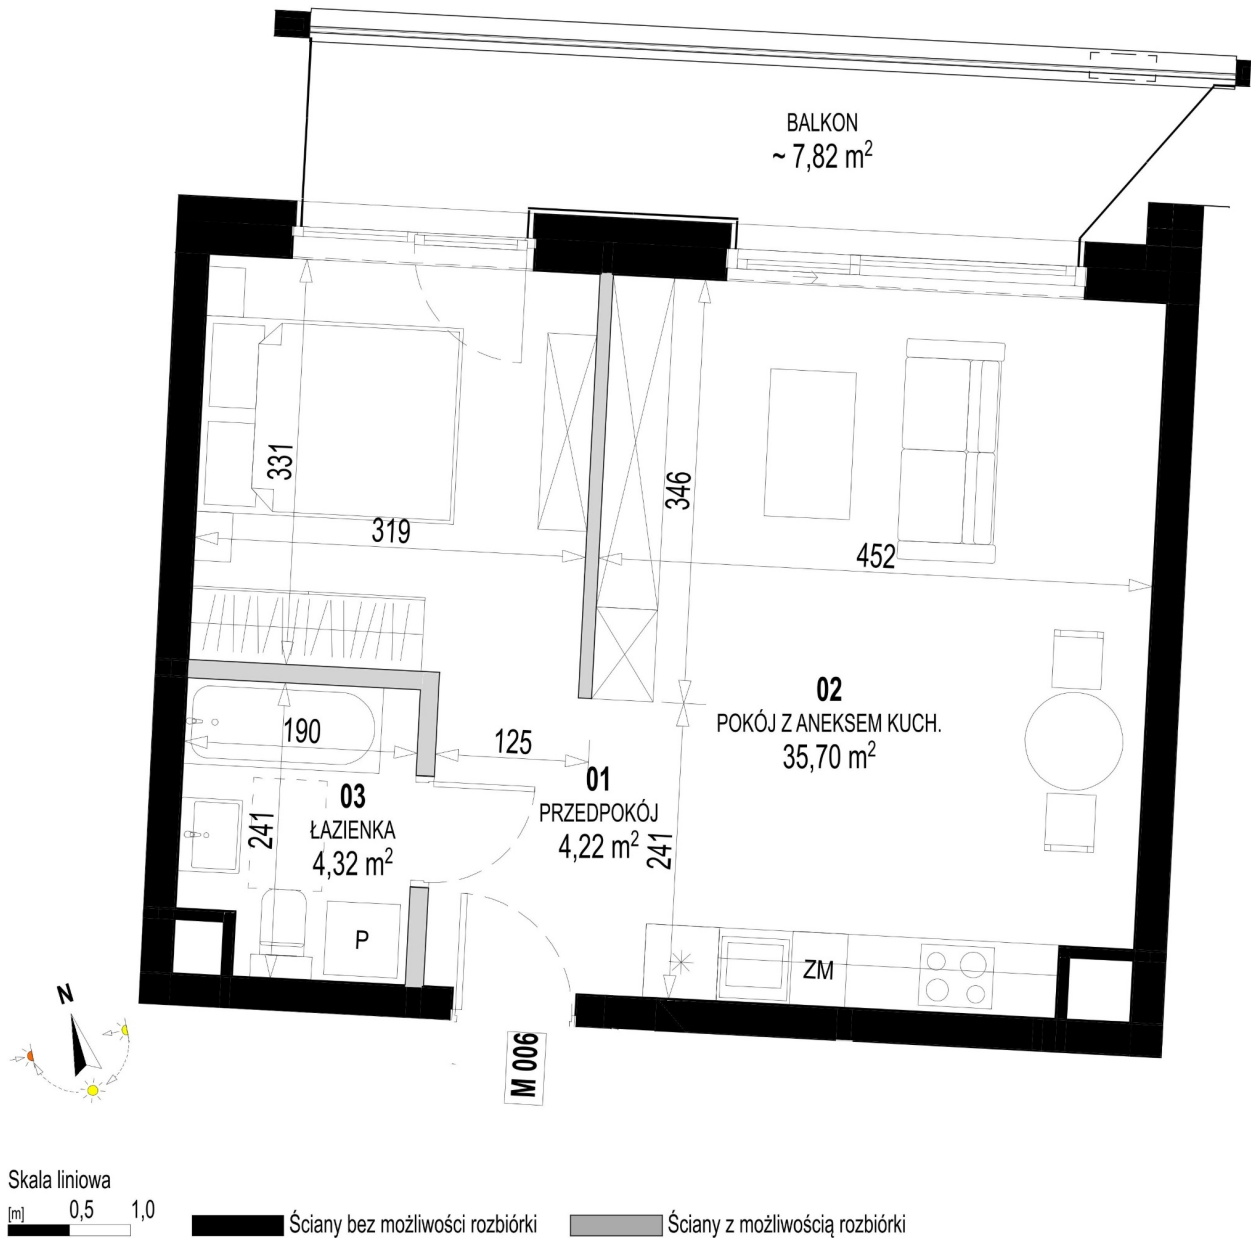 BALKON
~ 7,82 m²
331
319
346
452
02
POKÓJ Z ANEKSEM KUCH.
35,70 m²
190
125
01
PRZEDPOKÓJ
4,22 m²
03
ŁAZIENKA
4,32 m²
241
241
P
ZM
N
M 006
Skala liniowa
[m] 0,5 1,0
Ściany bez możliwości rozbiórki
Ściany z możliwością rozbiórki